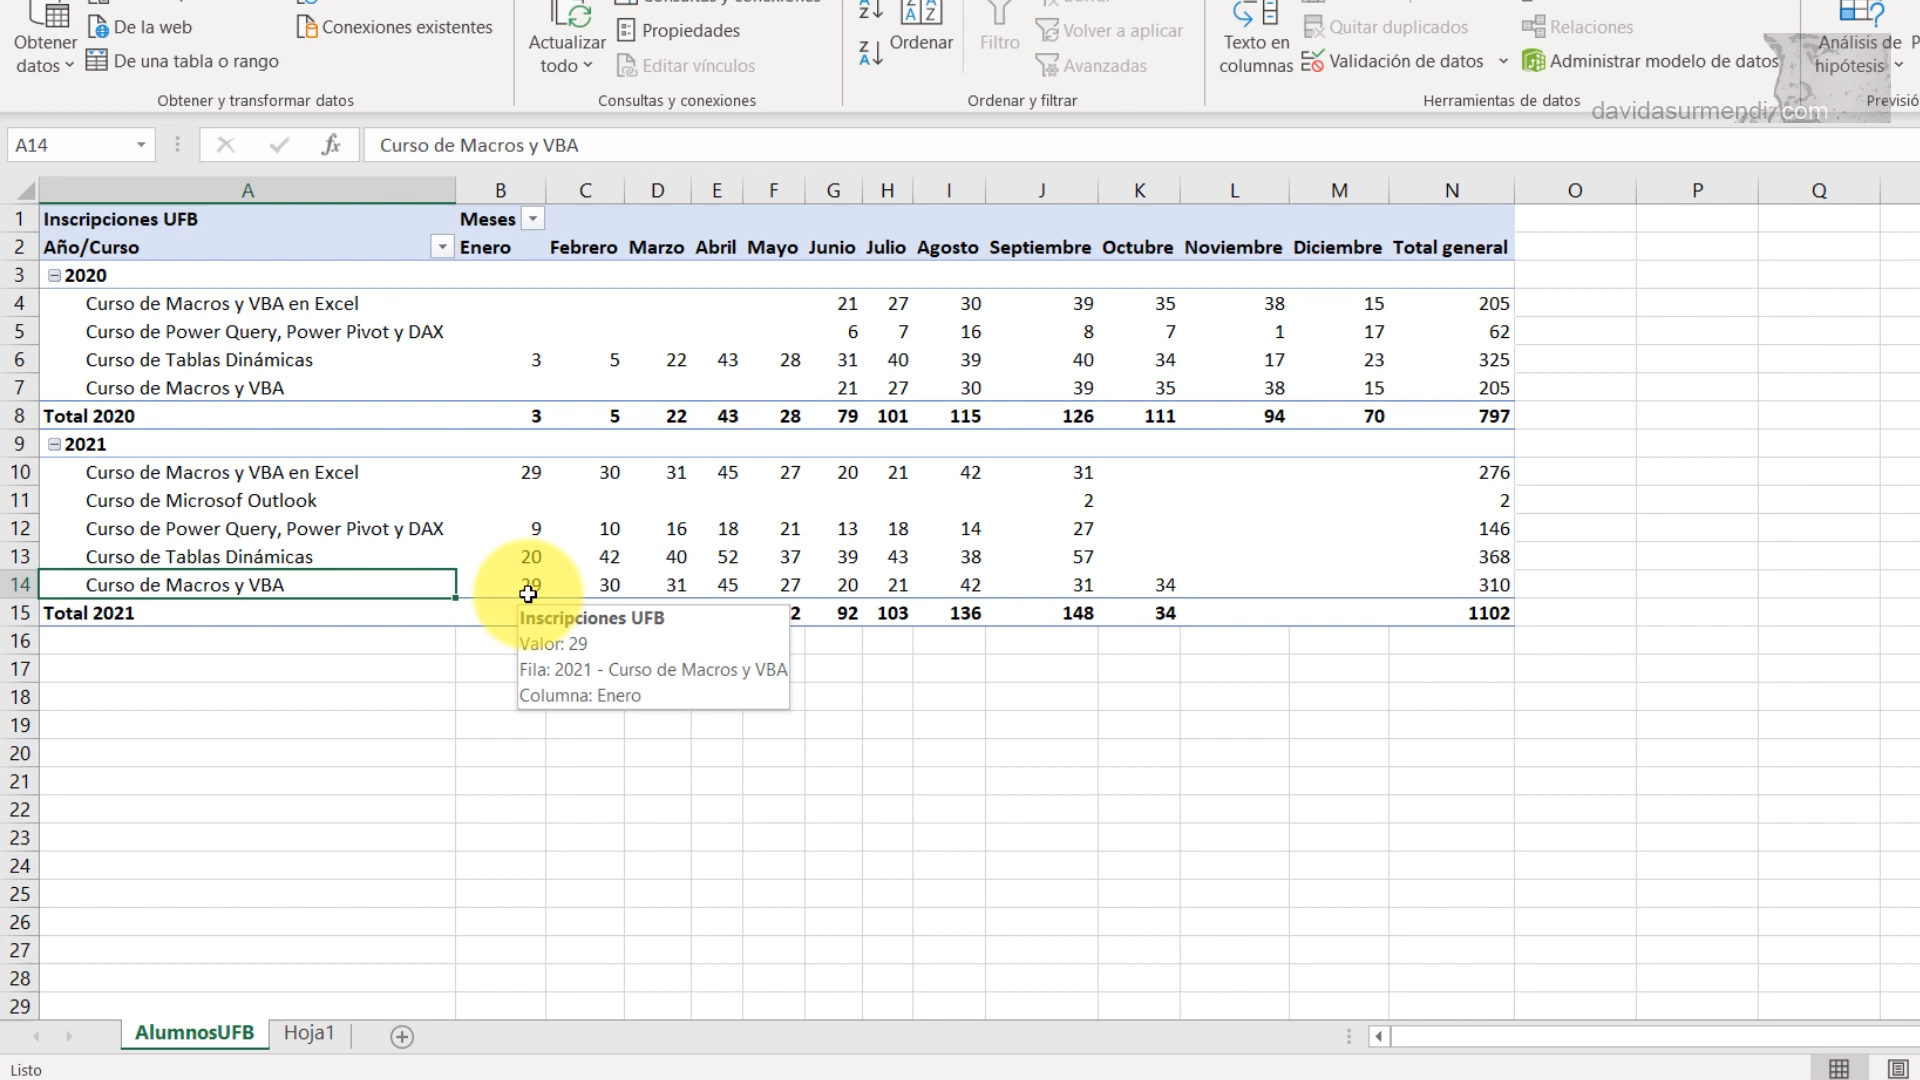 Obtener datos
De la web
De una tabla o rango
Conexiones existentes
Obtener y transformar datos
Actualizar todo
Propiedades
Editar vínculos
Consultas y conexiones
Ordenar
Filtro
Volver a aplicar
Avanzadas
Ordenar y filtrar
Texto en columnas
Quitar duplicados
Validación de datos
Relaciones
Administrar modelo de datos
Herramientas de datos
Análisis de hipótesis
davidasurmendi.com
A14 fx Curso de Macros y VBA
A B C D E F G H I J K L M N O P Q
1 Inscripciones UFB Meses
2 Año/Curso Enero Febrero Marzo Abril Mayo Junio Julio Agosto Septiembre Octubre Noviembre Diciembre Total general
3 2020
4 Curso de Macros y VBA en Excel 21 27 30 39 35 38 15 205
5 Curso de Power Query, Power Pivot y DAX 6 7 16 8 7 1 17 62
6 Curso de Tablas Dinámicas 3 5 22 43 28 31 40 39 40 34 17 23 325
7 Curso de Macros y VBA 21 27 30 39 35 38 15 205
8 Total 2020 3 5 22 43 28 79 101 115 126 111 94 70 797
9 2021
10 Curso de Macros y VBA en Excel 29 30 31 45 27 20 21 42 31 276
11 Curso de Microsof Outlook 2 2
12 Curso de Power Query, Power Pivot y DAX 9 10 16 18 21 13 18 14 27 146
13 Curso de Tablas Dinámicas 20 42 40 52 37 39 43 38 57 368
14 Curso de Macros y VBA 29 30 31 45 27 20 21 42 31 34 310
15 Total 2021 2 92 103 136 148 34 1102
Inscripciones UFB
Valor: 29
Fila: 2021 - Curso de Macros y VBA
Columna: Enero
16
17
18
19
20
21
22
23
24
25
26
27
28
29
AlumnosUFB Hoja1
Listo